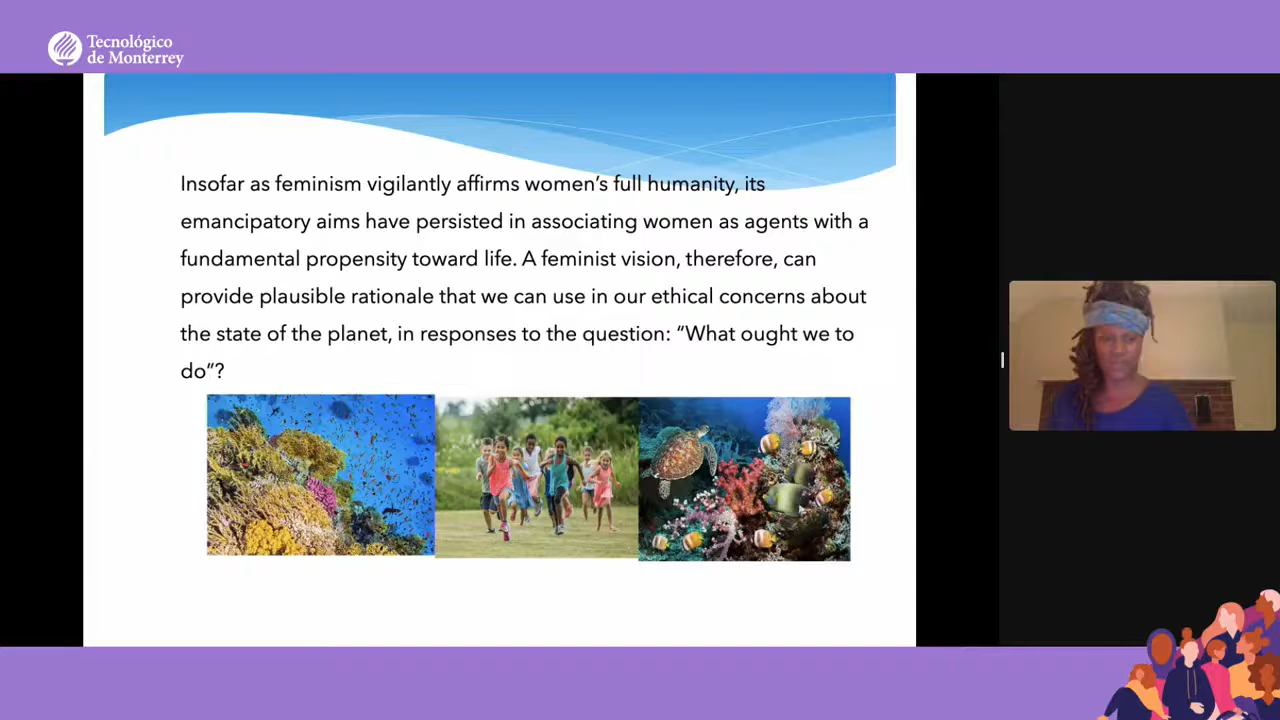 Tecnológico
de Monterrey
Insofar as feminism vigilantly affirms women’s full humanity, its
emancipatory aims have persisted in associating women as agents with a
fundamental propensity toward life. A feminist vision, therefore, can
provide plausible rationale that we can use in our ethical concerns about
the state of the planet, in responses to the question: “What ought we to
do”?